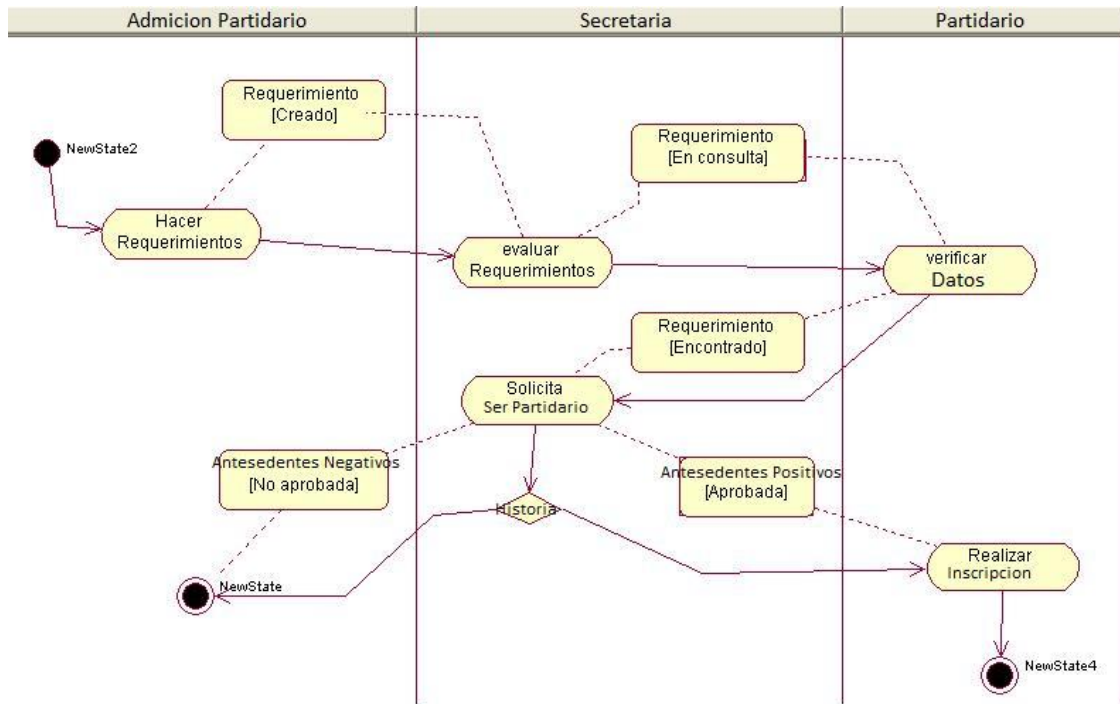 Admicion Partidario
Secretaria
Partidario
Requerimiento
[Creado]
NewState2
Requerimiento
[En consulta]
Hacer
Requerimientos
evaluar
Requerimientos
verificar
Datos
Requerimiento
[Encontrado]
Solicita
Ser Partidario
Antesedentes Negativos
[No aprobada]
Antesedentes Positivos
[Aprobada]
Historia
Realizar
Inscripcion
NewState
NewState4